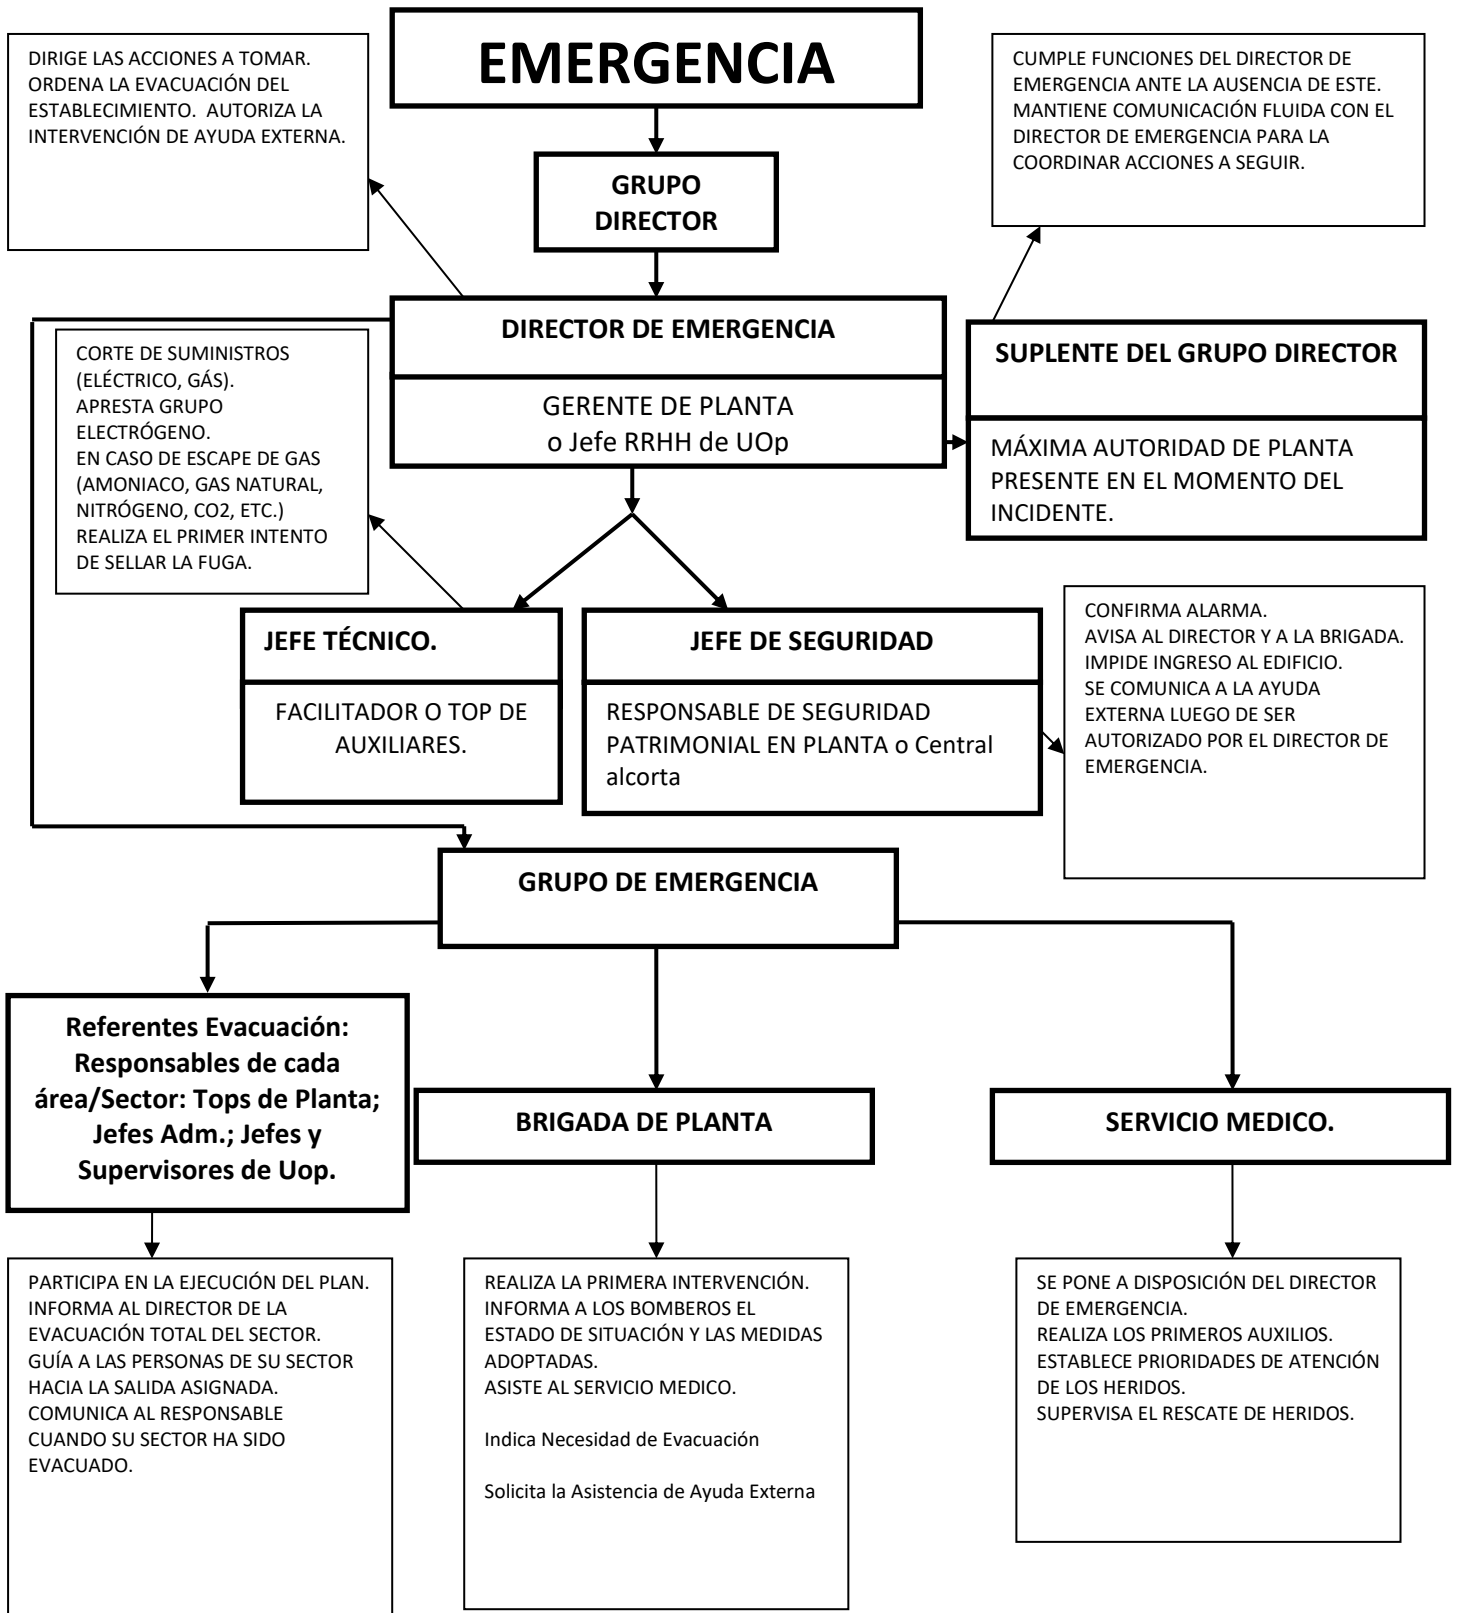 EMERGENCIA
DIRIGE LAS ACCIONES A TOMAR.
ORDENA LA EVACUACIÓN DEL
ESTABLECIMIENTO.  AUTORIZA LA
INTERVENCIÓN DE AYUDA EXTERNA.
CUMPLE FUNCIONES DEL DIRECTOR DE
EMERGENCIA ANTE LA AUSENCIA DE ESTE.
MANTIENE COMUNICACIÓN FLUIDA CON EL
DIRECTOR DE EMERGENCIA PARA LA
COORDINAR ACCIONES A SEGUIR.
GRUPO
DIRECTOR
DIRECTOR DE EMERGENCIA
GERENTE DE PLANTA
o Jefe RRHH de UOp
SUPLENTE DEL GRUPO DIRECTOR
MÁXIMA AUTORIDAD DE PLANTA
PRESENTE EN EL MOMENTO DEL
INCIDENTE.
CORTE DE SUMINISTROS
(ELÉCTRICO, GÁS).
APRESTA GRUPO
ELECTRÓGENO.
EN CASO DE ESCAPE DE GAS
(AMONIACO, GAS NATURAL,
NITRÓGENO, CO2, ETC.)
REALIZA EL PRIMER INTENTO
DE SELLAR LA FUGA.
JEFE TÉCNICO.
FACILITADOR O TOP DE
AUXILIARES.
JEFE DE SEGURIDAD
RESPONSABLE DE SEGURIDAD
PATRIMONIAL EN PLANTA o Central
alcorta
CONFIRMA ALARMA.
AVISA AL DIRECTOR Y A LA BRIGADA.
IMPIDE INGRESO AL EDIFICIO.
SE COMUNICA A LA AYUDA
EXTERNA LUEGO DE SER
AUTORIZADO POR EL DIRECTOR DE
EMERGENCIA.
GRUPO DE EMERGENCIA
Referentes Evacuación:
Responsables de cada
área/Sector: Tops de Planta;
Jefes Adm.; Jefes y
Supervisores de Uop.
BRIGADA DE PLANTA
SERVICIO MEDICO.
PARTICIPA EN LA EJECUCIÓN DEL PLAN.
INFORMA AL DIRECTOR DE LA
EVACUACIÓN TOTAL DEL SECTOR.
GUÍA A LAS PERSONAS DE SU SECTOR
HACIA LA SALIDA ASIGNADA.
COMUNICA AL RESPONSABLE
CUANDO SU SECTOR HA SIDO
EVACUADO.
REALIZA LA PRIMERA INTERVENCIÓN.
INFORMA A LOS BOMBEROS EL
ESTADO DE SITUACIÓN Y LAS MEDIDAS
ADOPTADAS.
ASISTE AL SERVICIO MEDICO.
Indica Necesidad de Evacuación
Solicita la Asistencia de Ayuda Externa
SE PONE A DISPOSICIÓN DEL DIRECTOR
DE EMERGENCIA.
REALIZA LOS PRIMEROS AUXILIOS.
ESTABLECE PRIORIDADES DE ATENCIÓN
DE LOS HERIDOS.
SUPERVISA EL RESCATE DE HERIDOS.